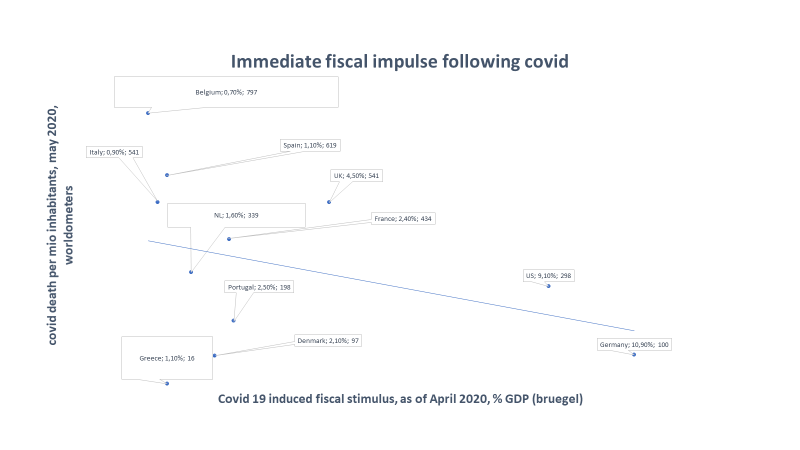 Immediate fiscal impulse following covid
Belgium; 0,70%; 797
Spain; 1,10%; 619
Italy; 0,90%; 541
UK; 4,50%; 541
NL; 1,60%; 339
France; 2,40%; 434
US; 9,10%; 298
Portugal; 2,50%; 198
Denmark; 2,10%; 97
Germany; 10,90%; 100
Greece; 1,10%; 16
covid death per mio inhabitants, may 2020,
worldometers
Covid 19 induced fiscal stimulus, as of April 2020, % GDP (bruegel)